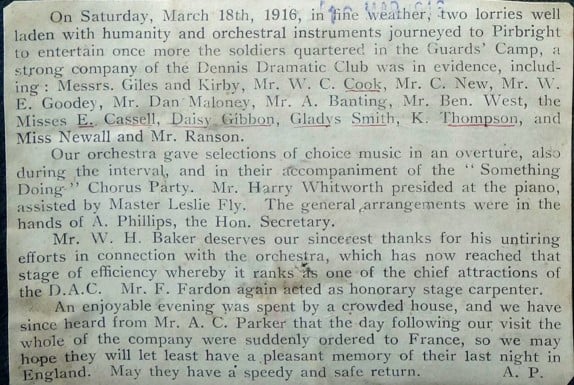 On Saturday, March 18th, 1916, in fine weather, two lorries well
laden with humanity and orchestral instruments journeyed to Pirbright
to entertain once more the soldiers quartered in the Guards' Camp, a
strong company of the Dennis Dramatic Club was in evidence, includ-
ing : Messrs. Giles and Kirby, Mr. W. C. Cook, Mr. C. New, Mr. W.
E. Goodey, Mr. Dan Maloney, Mr. A. Banting, Mr. Ben. West, the
Misses E. Cassell, Daisy Gibbon, Gladys Smith, K. Thompson, and
Miss Newall and Mr. Ranson.
Our orchestra gave selections of choice music in an overture, also
during the interval, and in their accompaniment of the "Something
Doing" Chorus Party. Mr. Harry Whitworth presided at the piano,
assisted by Master Leslie Fly. The general arrangements were in the
hands of A. Phillips, the Hon. Secretary.
Mr. W. H. Baker deserves our sincerest thanks for his untiring
efforts in connection with the orchestra, which has now reached that
stage of efficiency whereby it ranks as one of the chief attractions of
the D.A.C. Mr. F. Fardon again acted as honorary stage carpenter.
An enjoyable evening was spent by a crowded house, and we have
since heard from Mr. A. C. Parker that the day following our visit the
whole of the company were suddenly ordered to France, so we may
hope they will let least have a pleasant memory of their last night in
England. May they have a speedy and safe return. A. P.